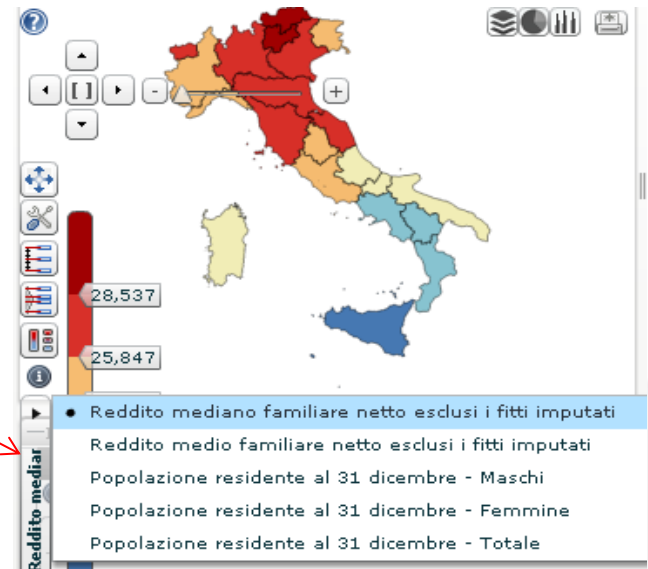 ?
[ ]
-
+
28,537
25,847
i
Reddito mediano familiare netto esclusi i fitti imputati
Reddito medio familiare netto esclusi i fitti imputati
Popolazione residente al 31 dicembre - Maschi
Popolazione residente al 31 dicembre - Femmine
Popolazione residente al 31 dicembre - Totale
Reddito mediar